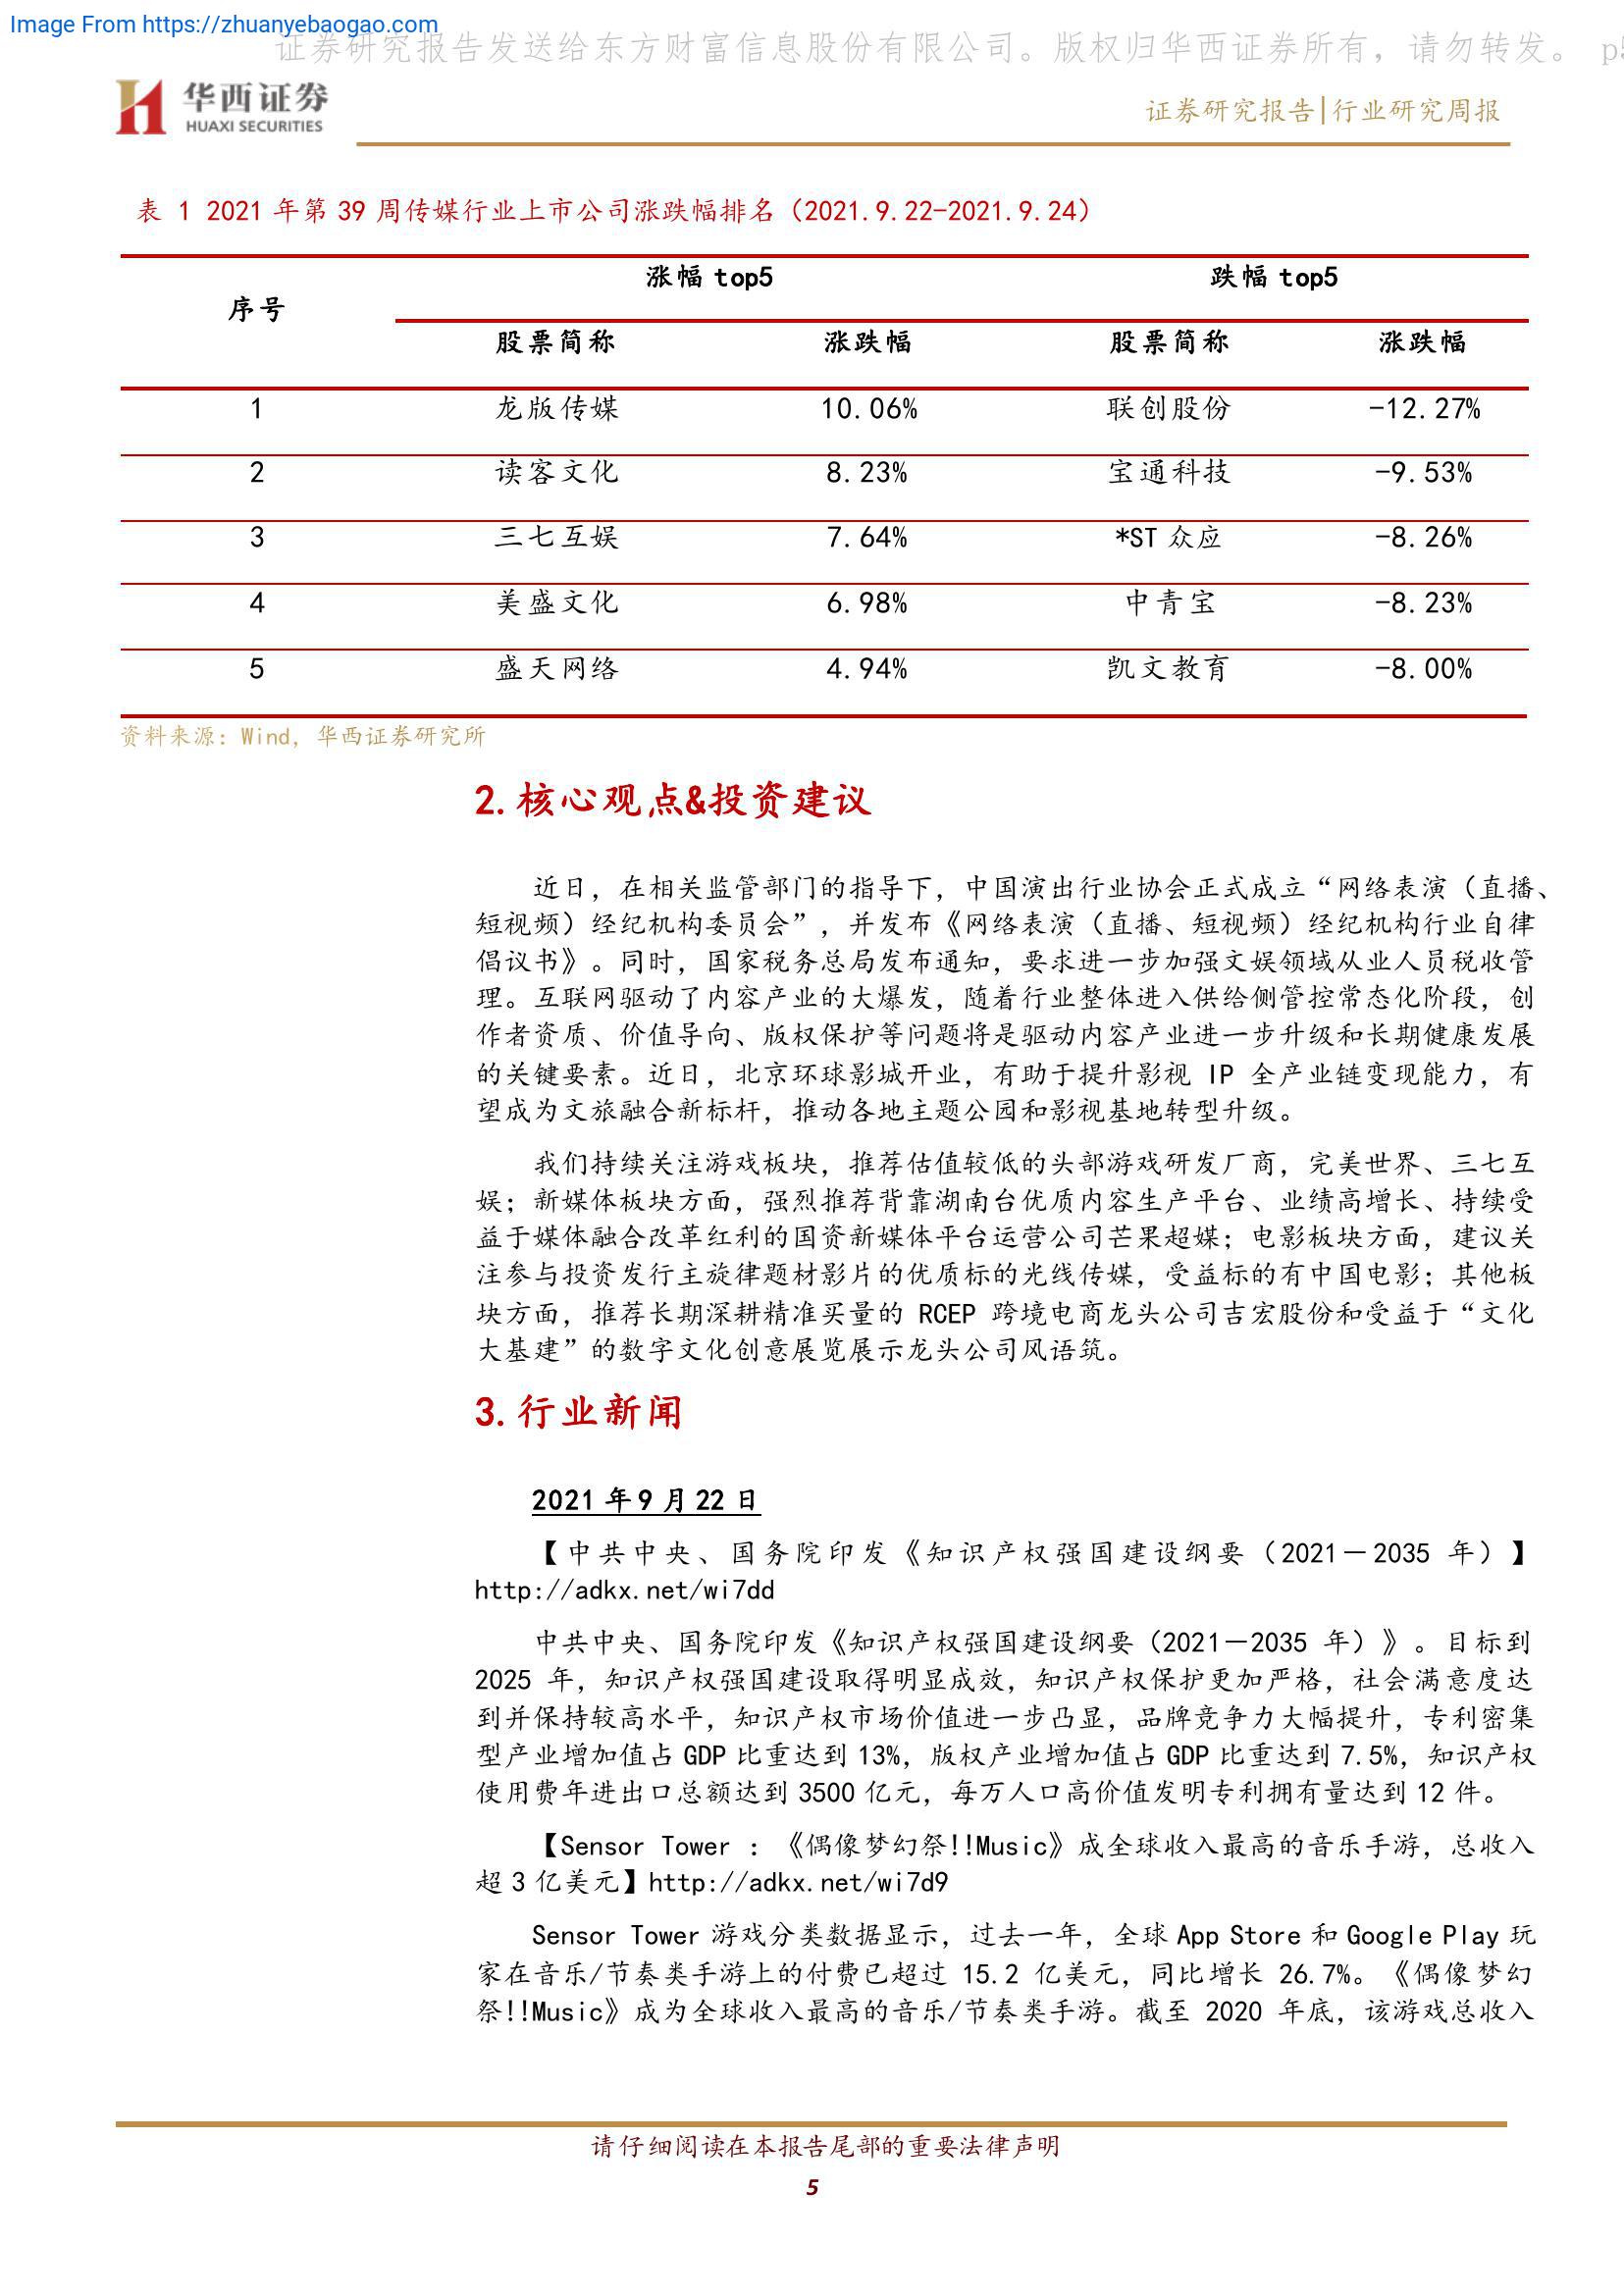 Image From https://zhuanyebaogao.com
证券研究报告发送给东方财富信息股份有限公司。版权归华西证券所有，请勿转发。 p5
华西证券
HUAXI SECURITIES
证券研究报告|行业研究周报
表 1 2021 年第 39 周传媒行业上市公司涨跌幅排名（2021.9.22-2021.9.24）
序号 涨幅 top5 跌幅 top5
股票简称 涨跌幅 股票简称 涨跌幅
1 龙版传媒 10.06% 联创股份 -12.27%
2 读客文化 8.23% 宝通科技 -9.53%
3 三七互娱 7.64% *ST 众应 -8.26%
4 美盛文化 6.98% 中青宝 -8.23%
5 盛天网络 4.94% 凯文教育 -8.00%
资料来源：Wind，华西证券研究所
2.核心观点&投资建议
近日，在相关监管部门的指导下，中国演出行业协会正式成立“网络表演（直播、
短视频）经纪机构委员会”，并发布《网络表演（直播、短视频）经纪机构行业自律
倡议书》。同时，国家税务总局发布通知，要求进一步加强文娱领域从业人员税收管
理。互联网驱动了内容产业的大爆发，随着行业整体进入供给侧管控常态化阶段，创
作者资质、价值导向、版权保护等问题将是驱动内容产业进一步升级和长期健康发展
的关键要素。近日，北京环球影城开业，有助于提升影视 IP 全产业链变现能力，有
望成为文旅融合新标杆，推动各地主题公园和影视基地转型升级。
我们持续关注游戏板块，推荐估值较低的头部游戏研发厂商，完美世界、三七互
娱；新媒体板块方面，强烈推荐背靠湖南台优质内容生产平台、业绩高增长、持续受
益于媒体融合改革红利的国资新媒体平台运营公司芒果超媒；电影板块方面，建议关
注参与投资发行主旋律题材影片的优质标的光线传媒，受益标的有中国电影；其他板
块方面，推荐长期深耕精准买量的 RCEP 跨境电商龙头公司吉宏股份和受益于“文化
大基建”的数字文化创意展览展示龙头公司风语筑。
3.行业新闻
2021 年 9 月 22 日
【中共中央、国务院印发《知识产权强国建设纲要（2021－2035 年）】
http://adkx.net/wi7dd
中共中央、国务院印发《知识产权强国建设纲要（2021－2035 年）》。目标到
2025 年，知识产权强国建设取得明显成效，知识产权保护更加严格，社会满意度达
到并保持较高水平，知识产权市场价值进一步凸显，品牌竞争力大幅提升，专利密集
型产业增加值占 GDP 比重达到 13%，版权产业增加值占 GDP 比重达到 7.5%，知识产权
使用费年进出口总额达到 3500 亿元，每万人口高价值发明专利拥有量达到 12 件。
【Sensor Tower ：《偶像梦幻祭!!Music》成全球收入最高的音乐手游，总收入
超 3 亿美元】http://adkx.net/wi7d9
Sensor Tower 游戏分类数据显示，过去一年，全球 App Store 和 Google Play 玩
家在音乐/节奏类手游上的付费已超过 15.2 亿美元，同比增长 26.7%。《偶像梦幻
祭!!Music》成为全球收入最高的音乐/节奏类手游。截至 2020 年底，该游戏总收入
请仔细阅读在本报告尾部的重要法律声明
5